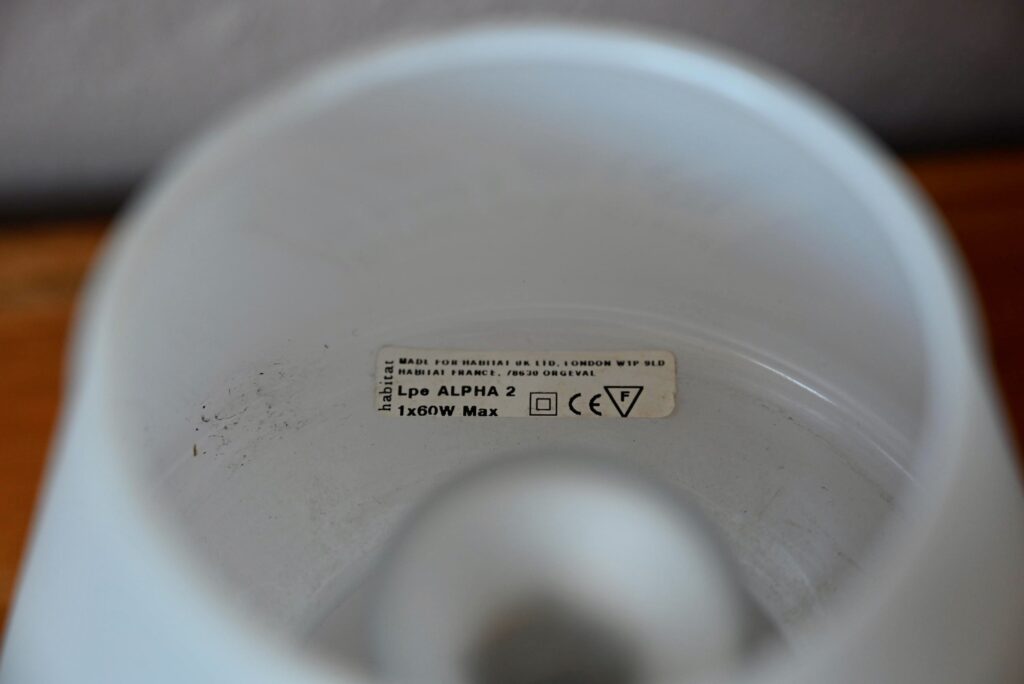 habitat
MADE FOR HABITAT UK LTD, LONDON W1P 9LD
HABITAT FRANCE, 78630 ORGEVAL
Lpe ALPHA 2
1x60W Max
CE F